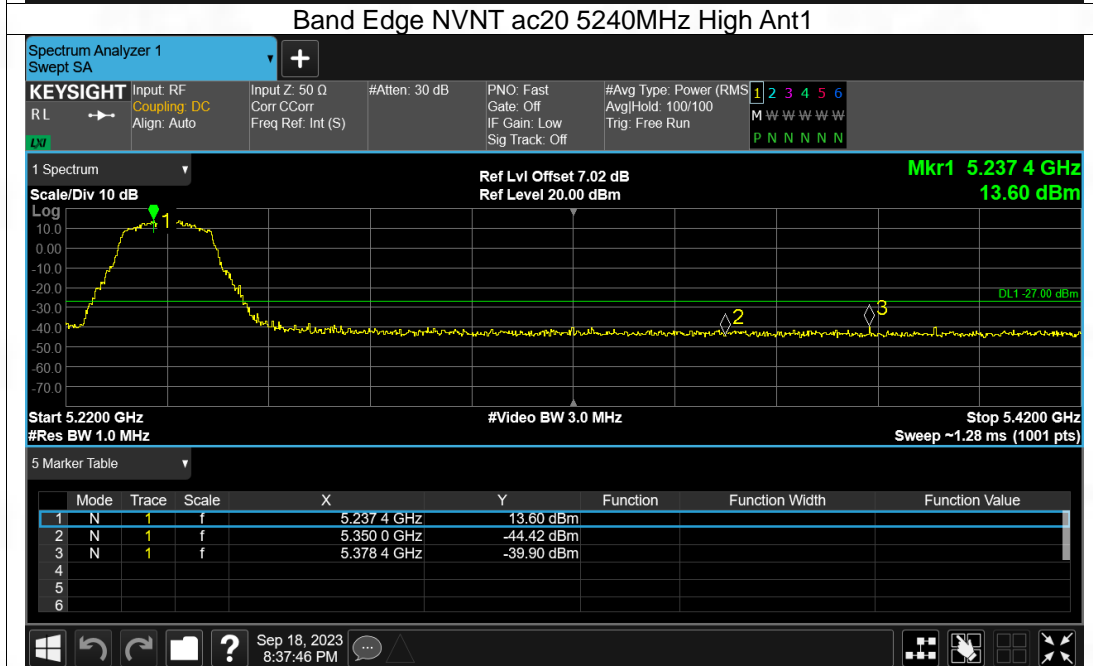 Band Edge NVNT ac20 5240MHz High Ant1
Spectrum Analyzer 1
Swept SA
+
KEYSIGHT Input: RF Input Z: 50 Ω #Atten: 30 dB PNO: Fast #Avg Type: Power (RMS 1 2 3 4 5 6
RL Coupling: DC Corr CCorr Gate: Off Avg|Hold: 100/100 M W W W W W
Align: Auto Freq Ref: Int (S) IF Gain: Low Trig: Free Run
LXI Sig Track: Off P N N N N N
1 Spectrum Ref Lvl Offset 7.02 dB Mkr1 5.237 4 GHz
Scale/Div 10 dB Ref Level 20.00 dBm 13.60 dBm
Log
1
10.0
0.00
-10.0
-20.0
DL1 -27.00 dBm
-30.0
3
2
-40.0
-50.0
-60.0
-70.0
Start 5.2200 GHz #Video BW 3.0 MHz Stop 5.4200 GHz
#Res BW 1.0 MHz Sweep ~1.28 ms (1001 pts)
5 Marker Table
Mode Trace Scale X Y Function Function Width Function Value
1 N 1 f 5.237 4 GHz 13.60 dBm
2 N 1 f 5.350 0 GHz -44.42 dBm
3 N 1 f 5.378 4 GHz -39.90 dBm
4
5
6
? Sep 18, 2023
8:37:46 PM